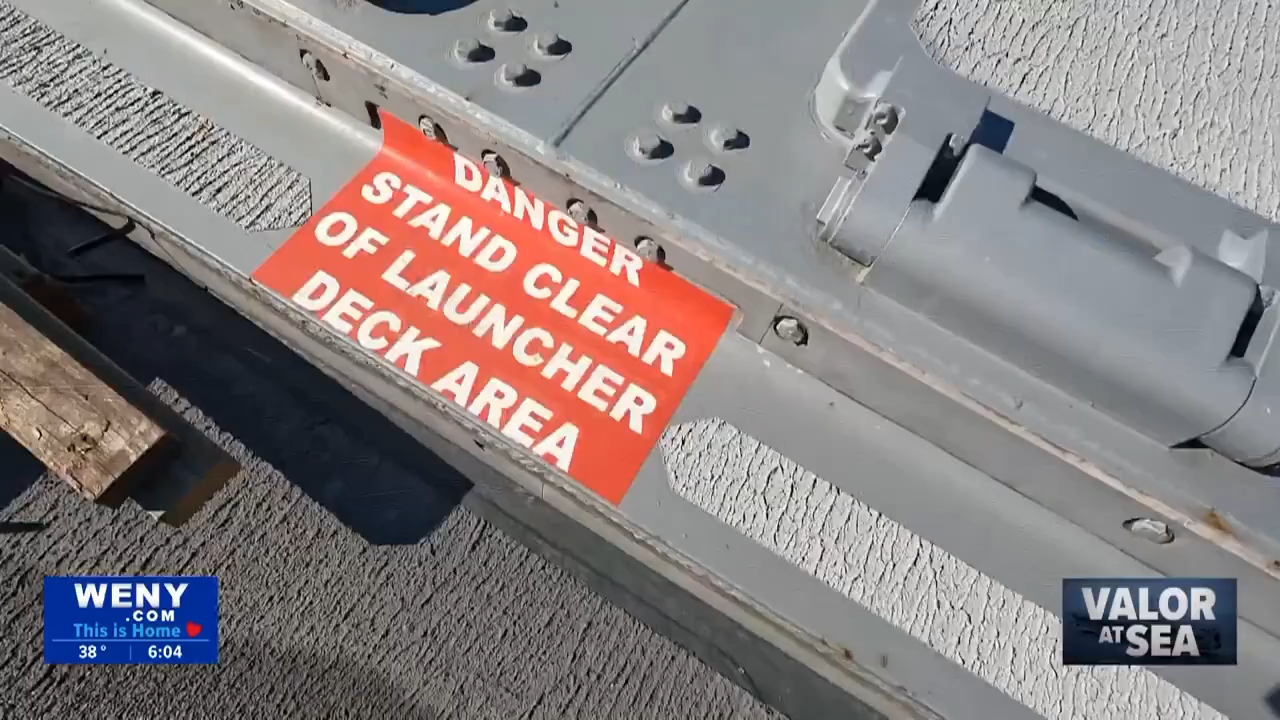 DANGER
STAND CLEAR
OF LAUNCHER
DECK AREA
WENY
.COM
This is Home
38° | 6:04
VALOR
AT SEA